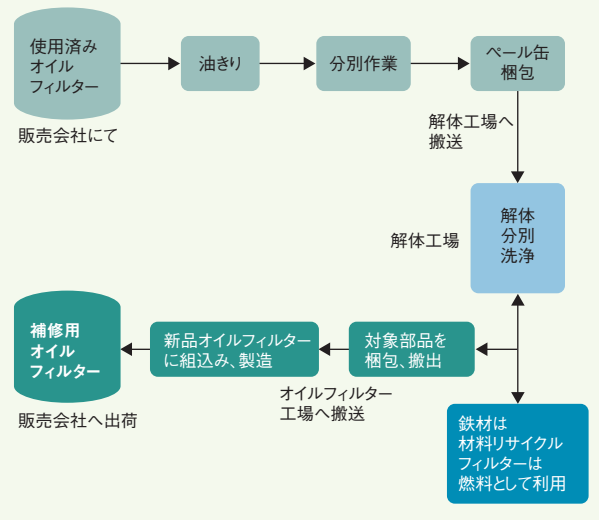 使用済み
オイル
フィルター
販売会社にて
油きり
分別作業
ペール缶
梱包
解体工場へ
搬送
解体
分別
洗浄
解体工場
対象部品を
梱包、搬出
オイルフィルター
工場へ搬送
新品オイルフィルター
に組込み、製造
補修用
オイル
フィルター
販売会社へ出荷
鉄材は
材料リサイクル
フィルターは
燃料として利用